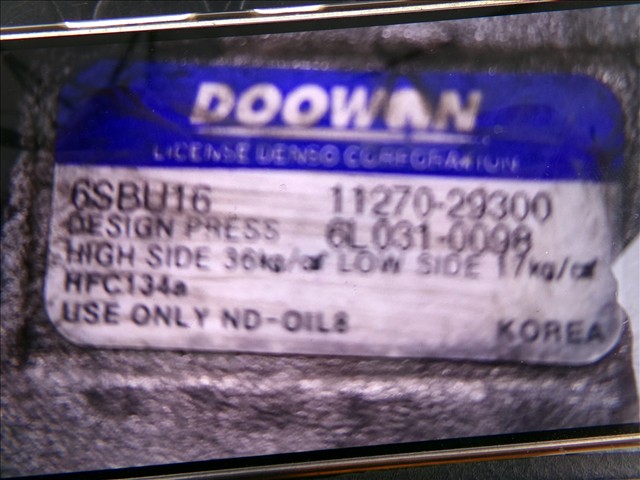 DOOWON
LICENSE DENSO CORPORATION
6SBU16 11270-29300
DESIGN PRESS 6L031-0098
HIGH SIDE 36kg/cm² LOW SIDE 17kg/cm²
HFC134a
USE ONLY ND-OIL8
KOREA